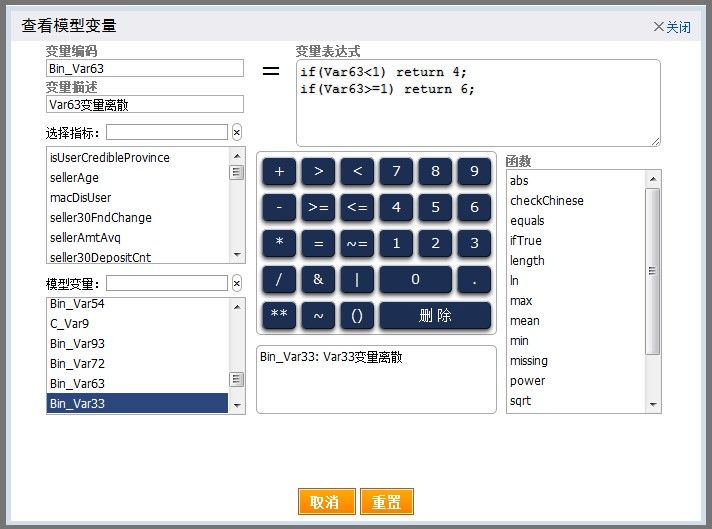 查看模型变量
×关闭
变量编码
Bin_Var63
变量描述
Var63变量离散
=
变量表达式
if(Var63<1) return 4;
if(Var63>=1) return 6;
选择指标：
×
isUserCredibleProvince
sellerAge
macDisUser
seller30FndChange
sellerAmtAvq
seller30DepositCnt
模型变量：
×
Bin_Var54
C_Var9
Bin_Var93
Bin_Var72
Bin_Var63
Bin_Var33
+ > < 7 8 9
- >= <= 4 5 6
* = ~= 1 2 3
/ & | 0 .
** ~ () 删 除
Bin_Var33: Var33变量离散
函数
abs
checkChinese
equals
ifTrue
length
ln
max
mean
min
missing
power
sqrt
取消
重置